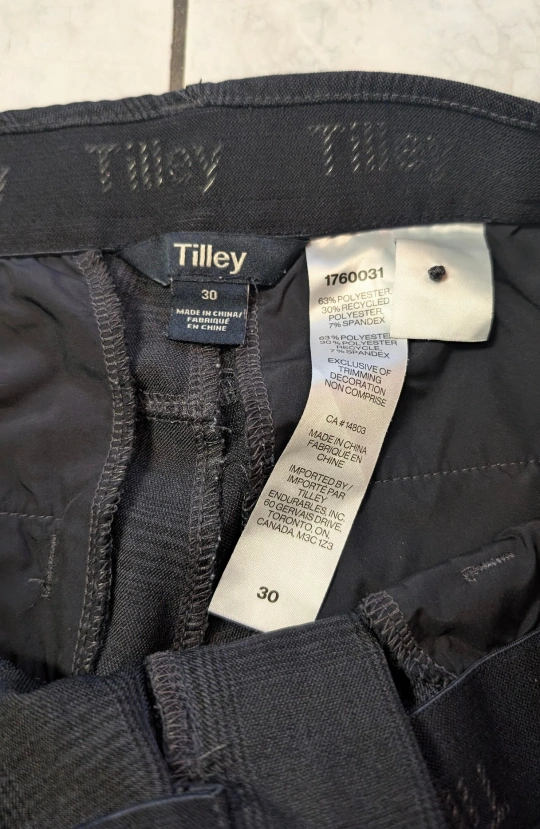 Tilley
Tilley
Tilley
30
MADE IN CHINA/
FABRIQUÉ
EN CHINE
1760031
63% POLYESTER,
30% RECYCLED
POLYESTER,
7% SPANDEX
63 % POLYESTER
30 % POLYESTER
RECYCLE,
7 % SPANDEX
EXCLUSIVE OF
TRIMMING
DECORATION
NON COMPRISE
CA #14803
MADE IN CHINA
FABRIQUÉ EN
CHINE
IMPORTED BY/
IMPORTÉ PAR
TILLEY
ENDURABLES, INC.
60 GERVAIS DRIVE,
TORONTO, ON,
CANADA, M3C 1Z3
30